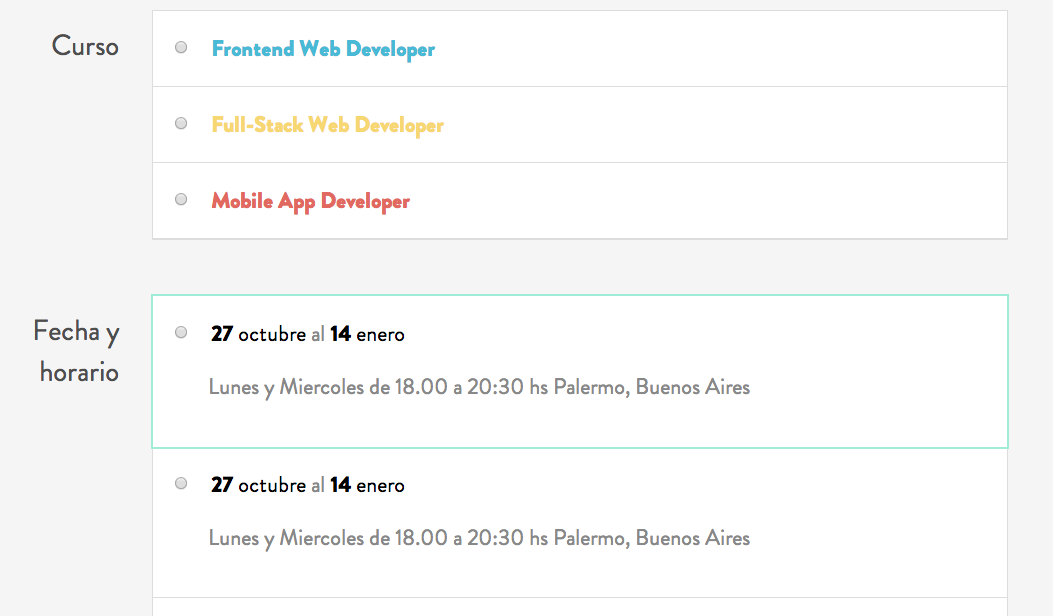 Curso
Frontend Web Developer
Full-Stack Web Developer
Mobile App Developer
Fecha y
horario
27 octubre al 14 enero
Lunes y Miercoles de 18.00 a 20:30 hs Palermo, Buenos Aires
27 octubre al 14 enero
Lunes y Miercoles de 18.00 a 20:30 hs Palermo, Buenos Aires